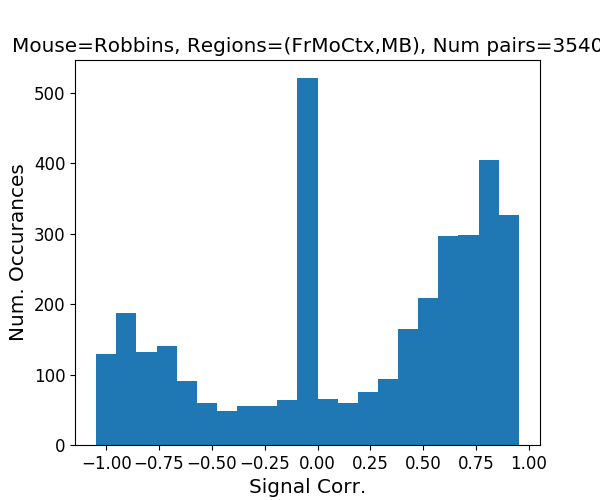 Mouse=Robbins, Regions=(FrMoCtx,MB), Num pairs=3540
500
400
300
200
100
0
Num. Occurances
−1.00 −0.75 −0.50 −0.25 0.00 0.25 0.50 0.75 1.00
Signal Corr.